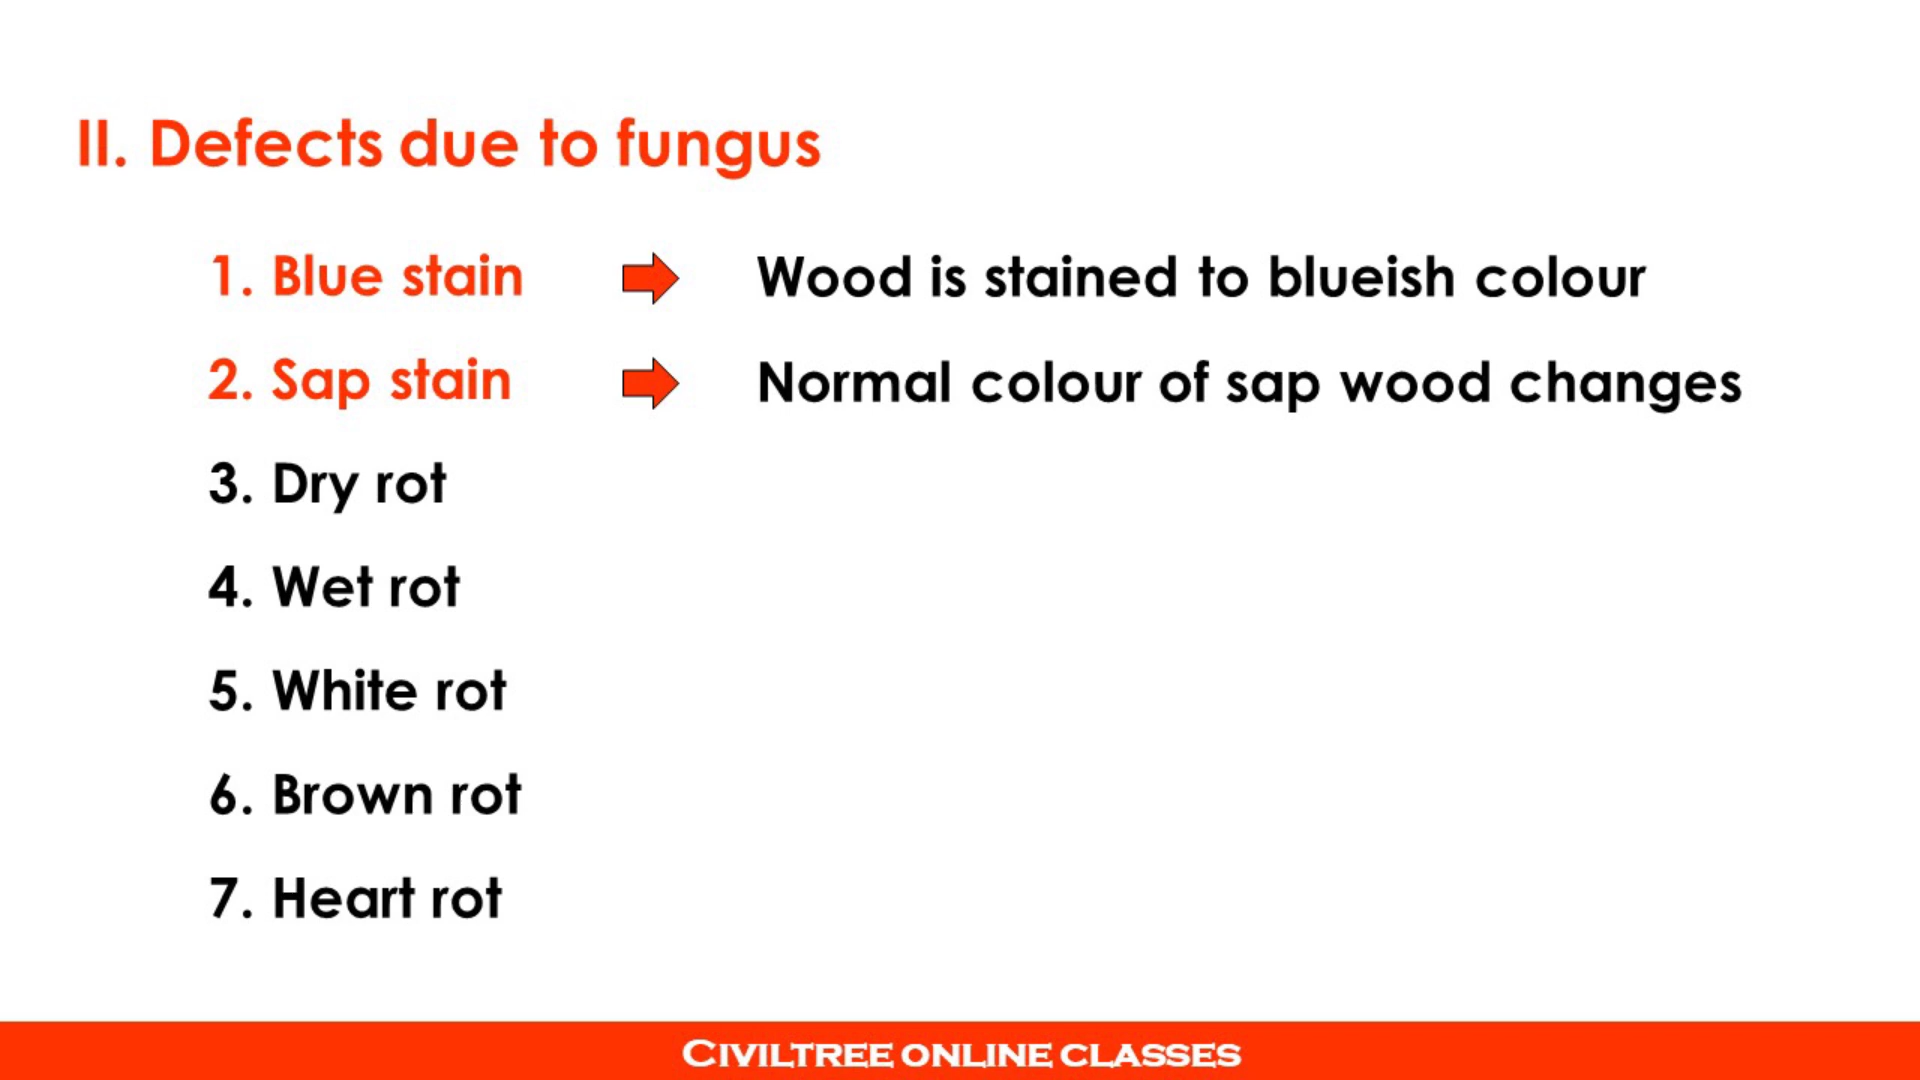 II. Defects due to fungus
1. Blue stain Wood is stained to blueish colour
2. Sap stain Normal colour of sap wood changes
3. Dry rot
4. Wet rot
5. White rot
6. Brown rot
7. Heart rot
CIVILTREE ONLINE CLASSES